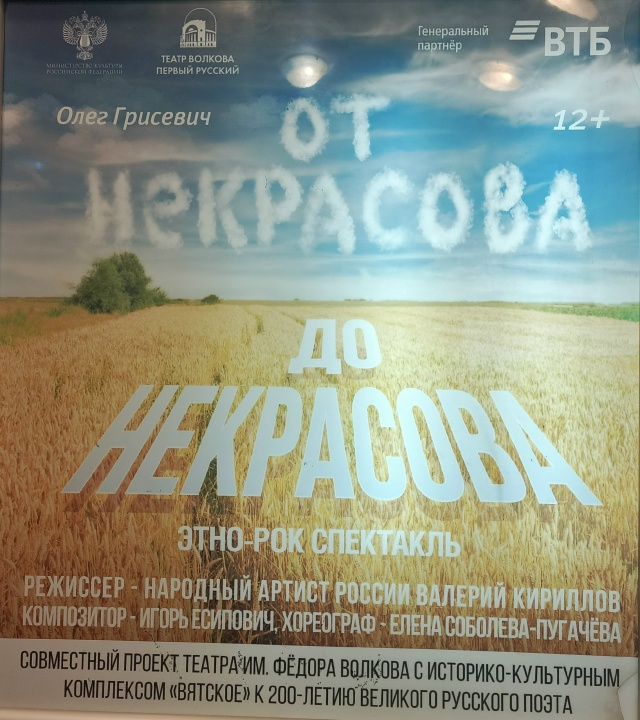 МИНИСТЕРСТВО КУЛЬТУРЫ
РОССИЙСКОЙ ФЕДЕРАЦИИ
ТЕАТР ВОЛКОВА
ПЕРВЫЙ РУССКИЙ
Генеральный
партнёр
ВТБ
Олег Грисевич
12+
ОТ
НеКРАСОВА
ДО
НЕКРАСОВА
ЭТНО-РОК СПЕКТАКЛЬ
РЕЖИССЕР - НАРОДНЫЙ АРТИСТ РОССИИ ВАЛЕРИЙ КИРИЛЛОВ
КОМПОЗИТОР - ИГОРЬ ЕСИПОВИЧ, ХОРЕОГРАФ - ЕЛЕНА СОБОЛЕВА-ПУГАЧЁВА
СОВМЕСТНЫЙ ПРОЕКТ ТЕАТРА ИМ. ФЁДОРА ВОЛКОВА С ИСТОРИКО-КУЛЬТУРНЫМ
КОМПЛЕКСОМ «ВЯТСКОЕ» К 200-ЛЕТИЮ ВЕЛИКОГО РУССКОГО ПОЭТА